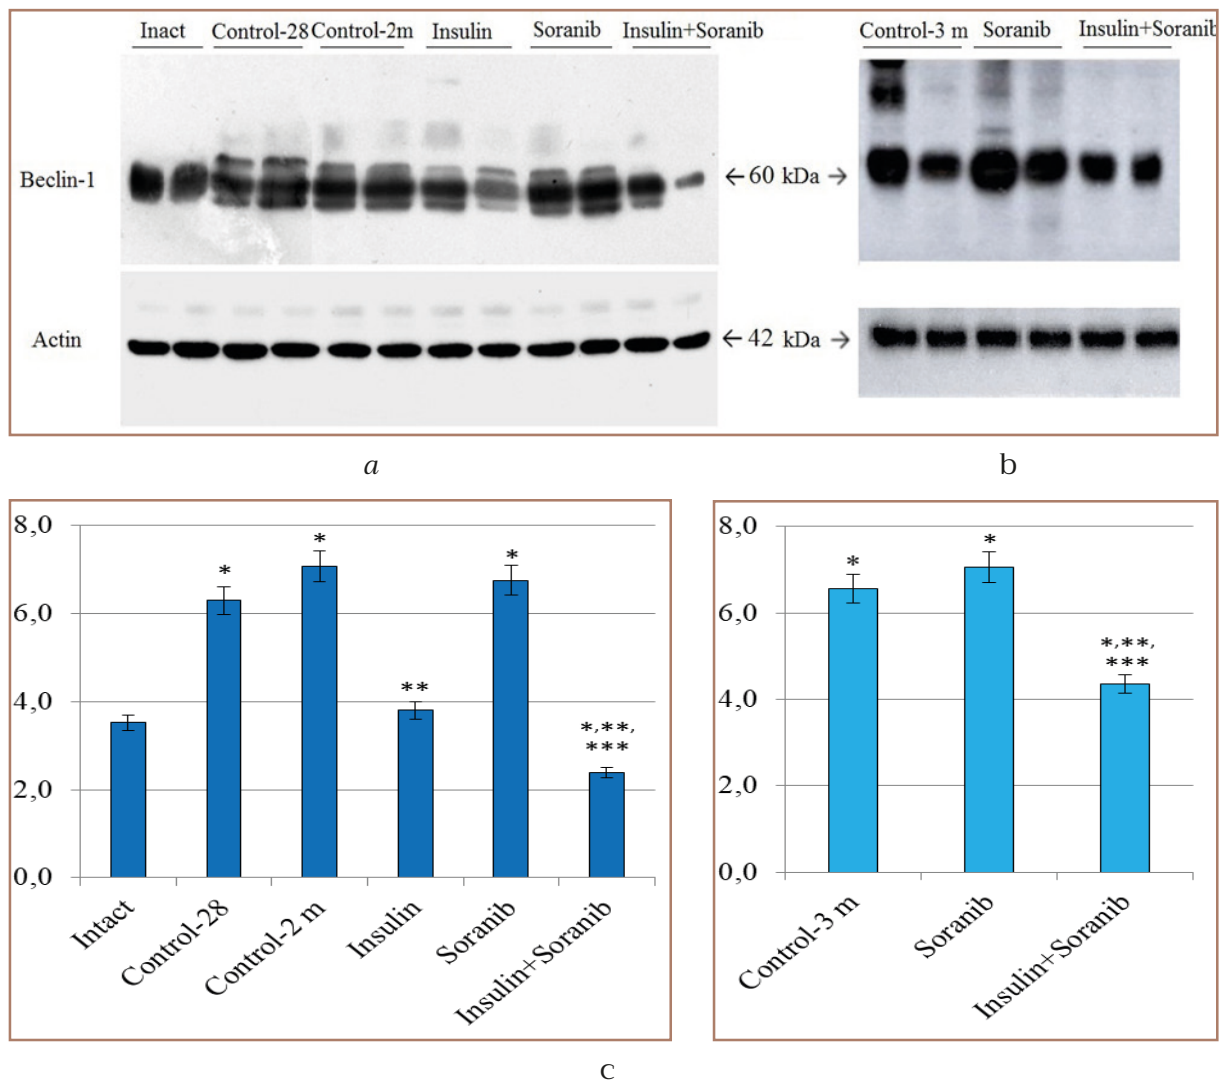 Inact Control-28 Control-2m Insulin Soranib Insulin+Soranib
Control-3 m Soranib Insulin+Soranib
Beclin-1
←60 kDa→
Actin
←42 kDa→
a
b
8,0
6,0
4,0
2,0
0,0
*
*
**
*
*,**,
***
Intact
Control-28
Control-2 m
Insulin
Soranib
Insulin+Soranib
8,0
6,0
4,0
2,0
0,0
*
*
*,**,
***
Control-3 m
Soranib
Insulin+Soranib
c